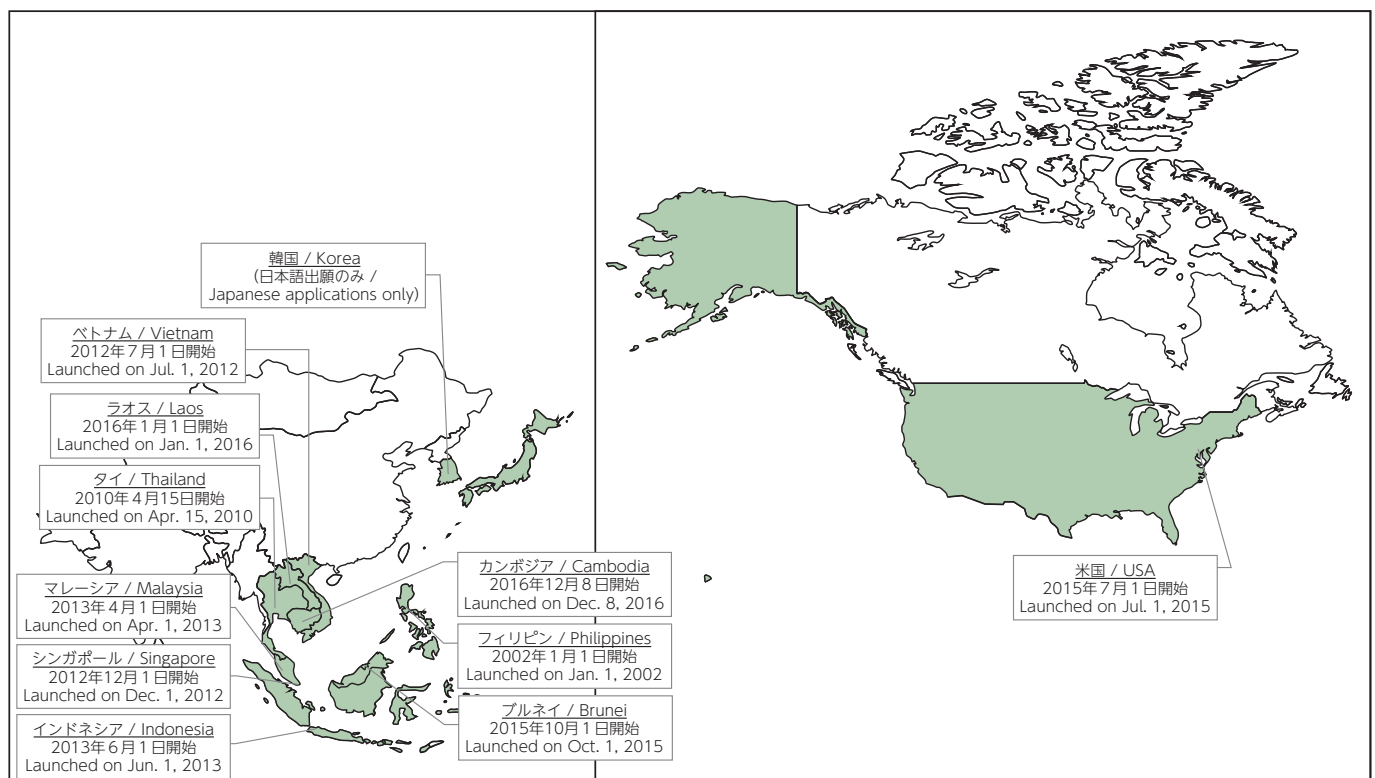 韓国 / Korea
(日本語出願のみ /
Japanese applications only)
ベトナム / Vietnam
2012年7月1日開始
Launched on Jul. 1, 2012
ラオス / Laos
2016年1月1日開始
Launched on Jan. 1, 2016
タイ / Thailand
2010年4月15日開始
Launched on Apr. 15, 2010
マレーシア / Malaysia
2013年4月1日開始
Launched on Apr. 1, 2013
シンガポール / Singapore
2012年12月1日開始
Launched on Dec. 1, 2012
インドネシア / Indonesia
2013年6月1日開始
Launched on Jun. 1, 2013
カンボジア / Cambodia
2016年12月8日開始
Launched on Dec. 8, 2016
フィリピン / Philippines
2002年1月1日開始
Launched on Jan. 1, 2002
ブルネイ / Brunei
2015年10月1日開始
Launched on Oct. 1, 2015
米国 / USA
2015年7月1日開始
Launched on Jul. 1, 2015